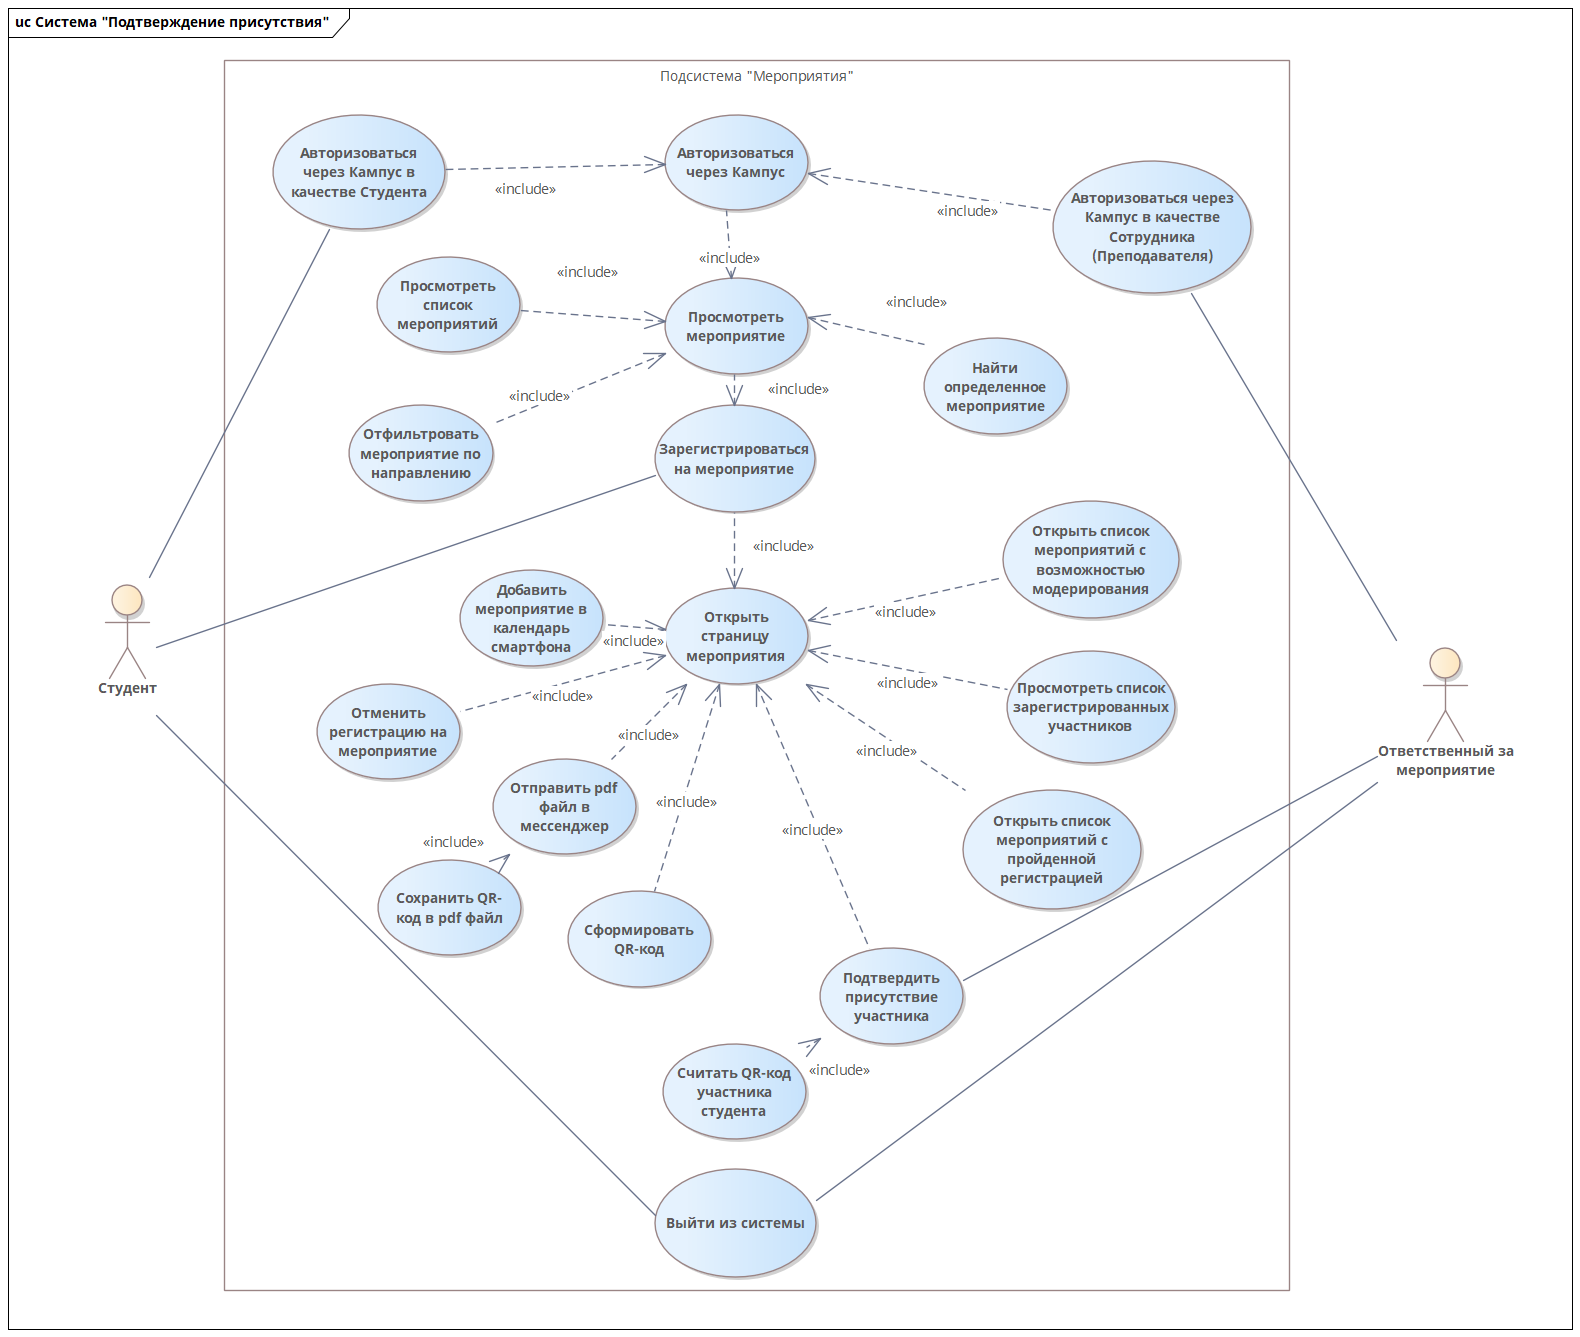 uc Система "Подтверждение присутствия"
Подсистема "Мероприятия"
Авторизоваться
через Кампус в
качестве Студента
«include»
Авторизоваться
через Кампус
«include»
Авторизоваться через
Кампус в качестве
Сотрудника
(Преподавателя)
«include»
Просмотреть
список
мероприятий
«include»
Просмотреть
мероприятие
«include»
Найти
определенное
мероприятие
«include»
«include»
Отфильтровать
мероприятие по
направлению
Зарегистрироваться
на мероприятие
«include»
Открыть список
мероприятий с
возможностью
модерирования
«include»
Добавить
мероприятие в
календарь
смартфона
«include»
Открыть
страницу
мероприятия
Студент
Отменить
регистрацию на
мероприятие
«include»
«include»
Просмотреть список
зарегистрированных
участников
«include»
«include»
Ответственный за
мероприятие
Отправить pdf
файл в
мессенджер
«include»
«include»
Открыть список
мероприятий с
пройденной
регистрацией
«include»
Сохранить QR-
код в pdf файл
Сформировать
QR-код
Подтвердить
присутствие
участника
«include»
Считать QR-код
участника
студента
Выйти из системы